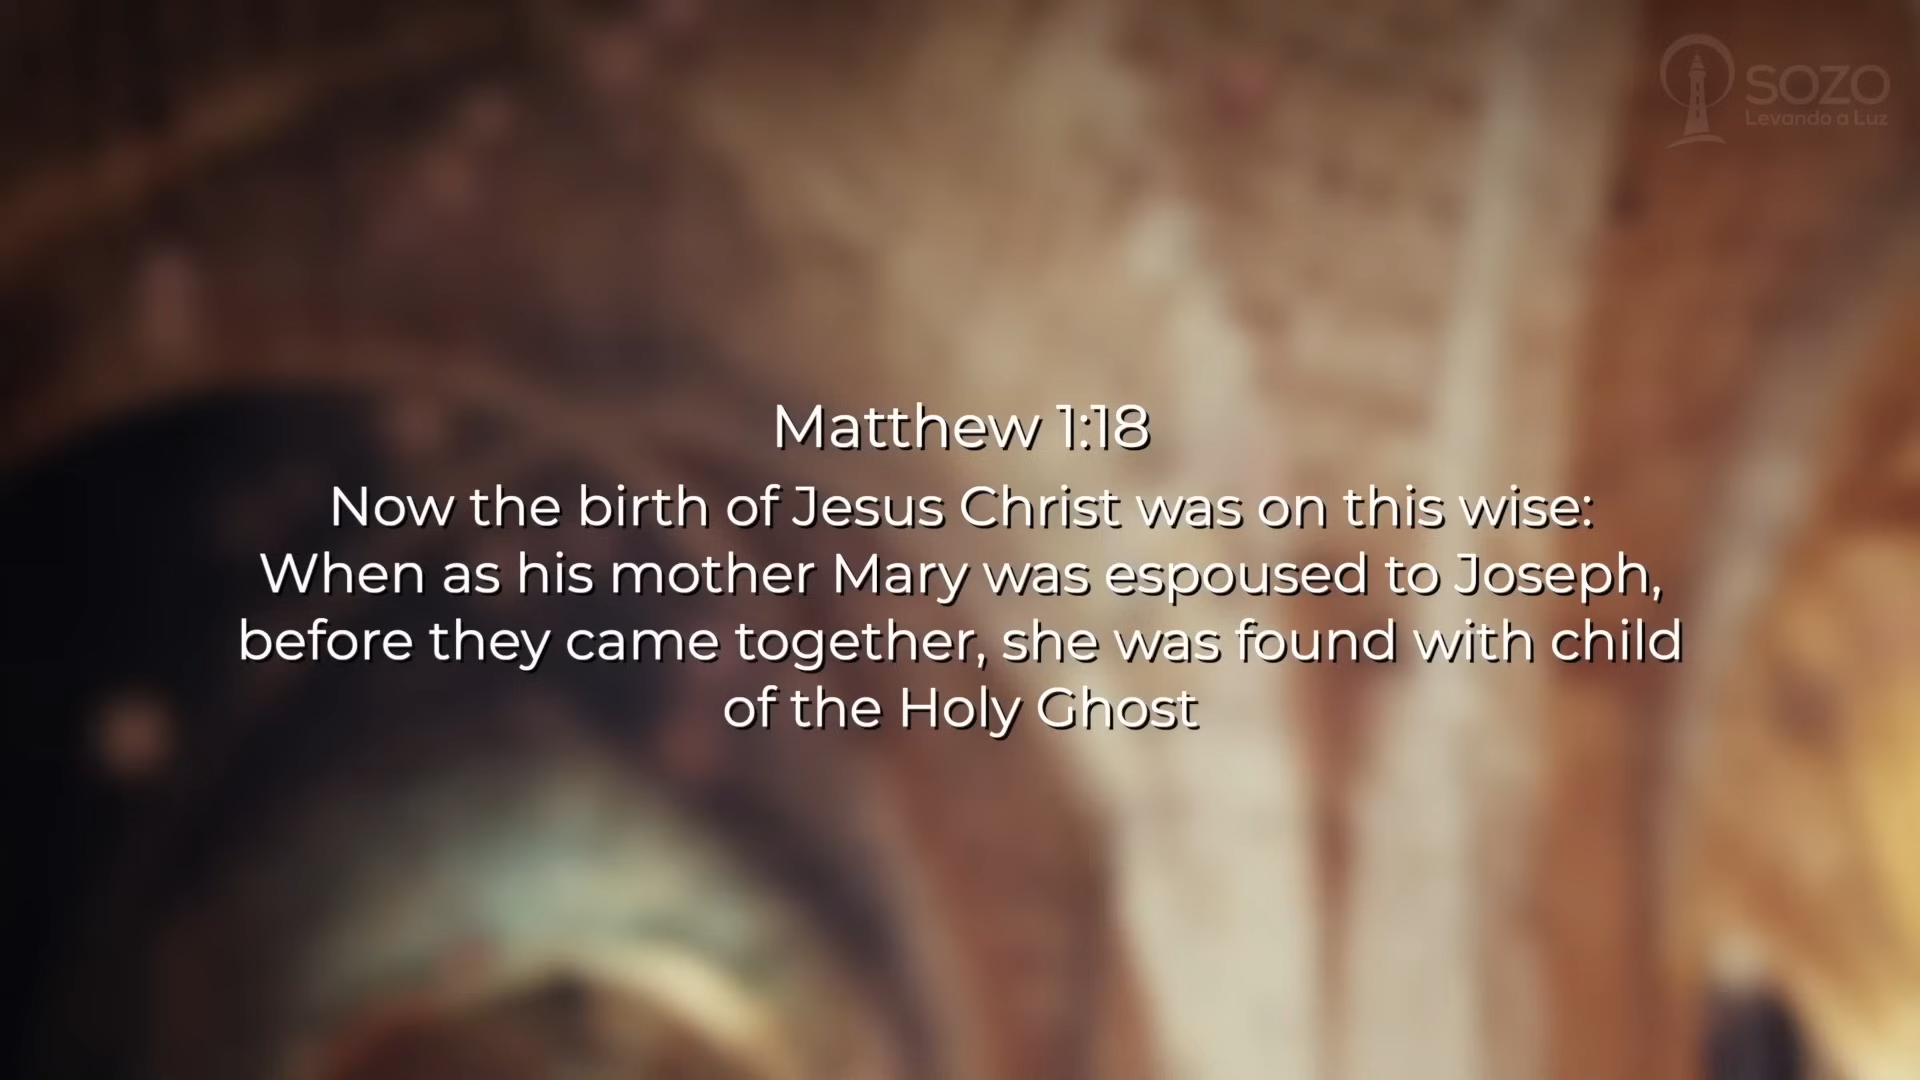 SOZO
Levando a Luz
Matthew 1:18
Now the birth of Jesus Christ was on this wise:
When as his mother Mary was espoused to Joseph,
before they came together, she was found with child
of the Holy Ghost